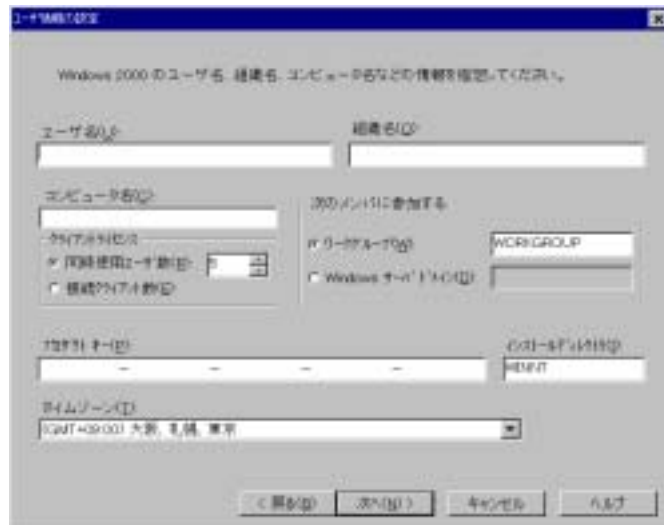 ユーザ情報の設定
Windows 2000 のユーザ名、組織名、コンピュータ名などの情報を指定してください。
ユーザ名(U): 組織名(O):
コンピュータ名(C):
次のメンバに参加する
クライアントライセンス
ワークグループ(W): WORKGROUP
同時使用ユーザ数(E): 5
Windows サーバドメイン(D):
接続クライアント数(S)
プロダクト キー(P): インストールディレクトリ(I):
WINNT
タイムゾーン(T):
(GMT+09:00) 大阪, 札幌, 東京
< 戻る(B) 次へ(N) > キャンセル ヘルプ